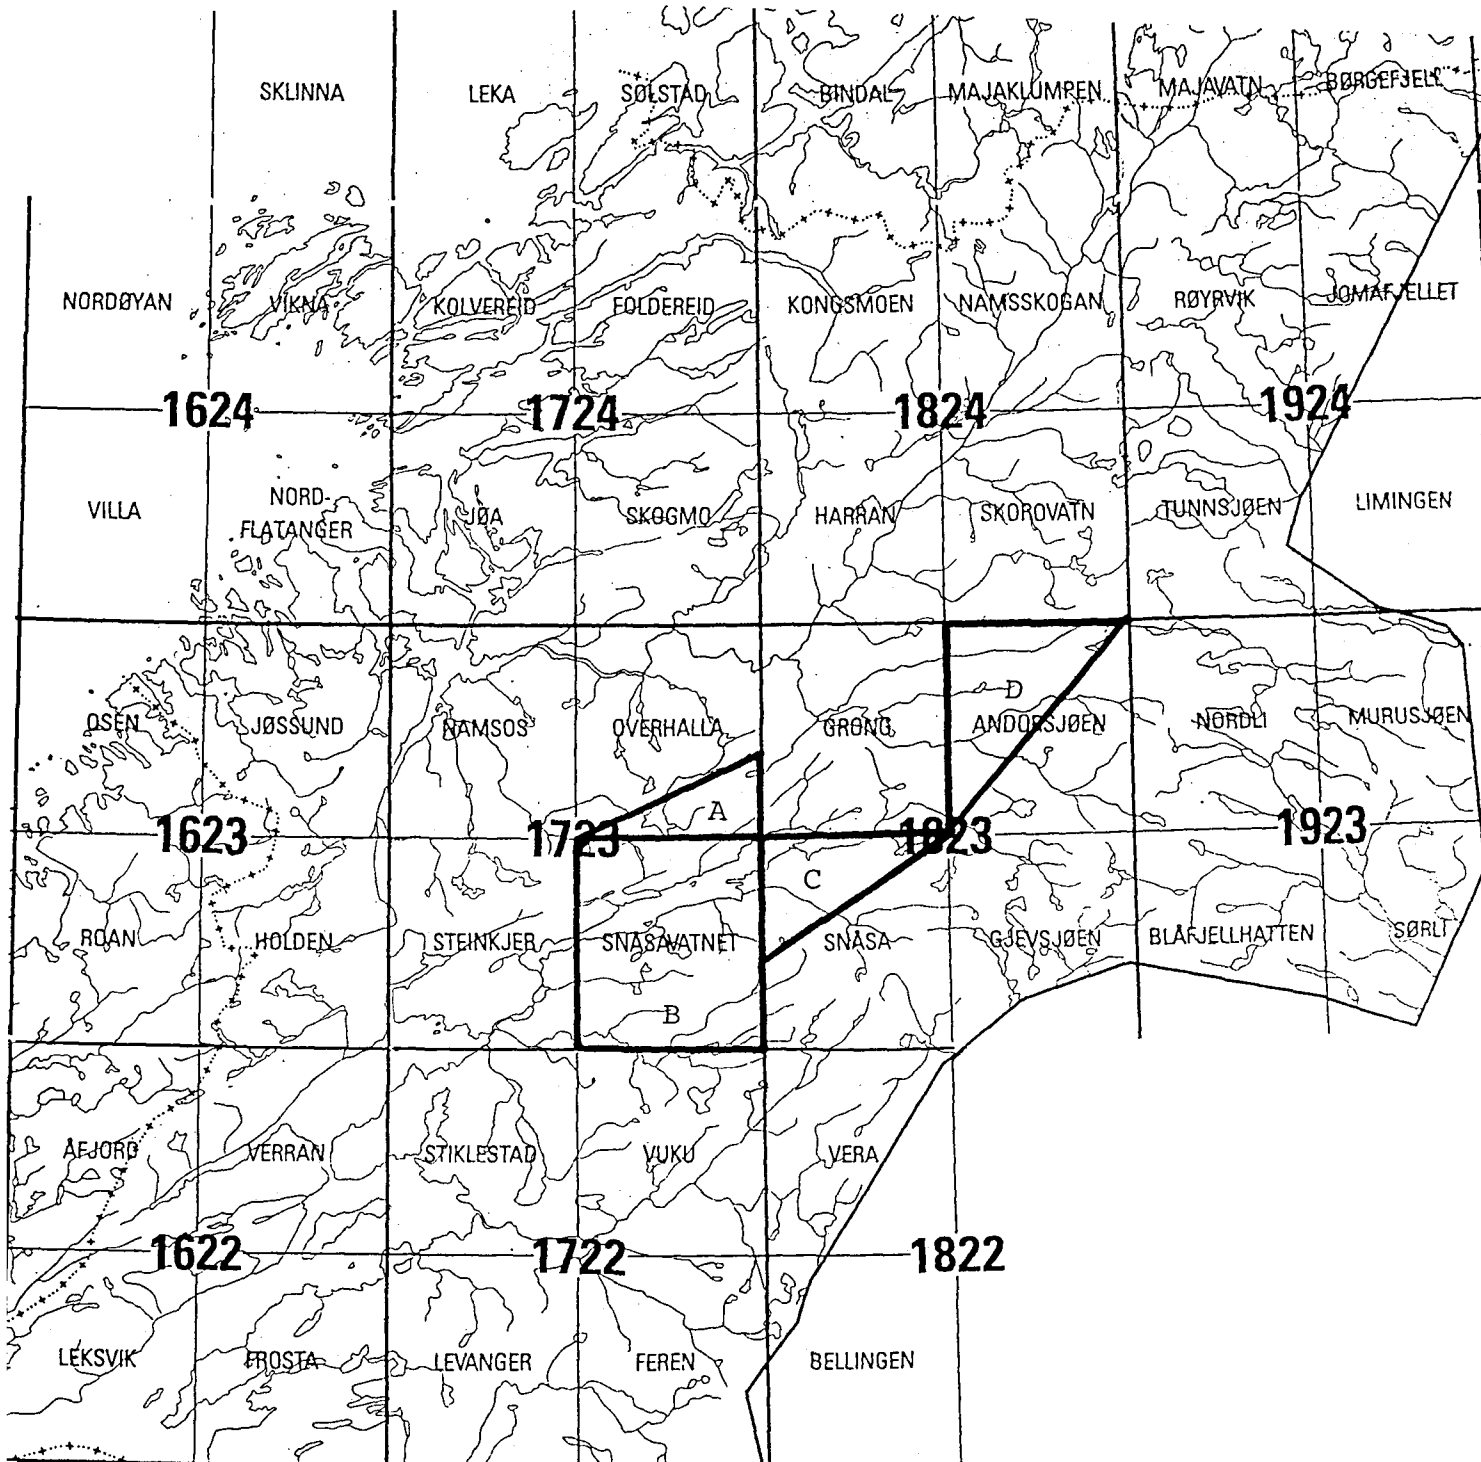 SKLINNA LEKA SOLSTAD BINDAL MAJAKLUMPEN MAJAVATN BØRGEFJELL
NORDØYAN VIKNA KOLVEREID FOLDEREID KONGSMOEN NAMSSKOGAN RØYRVIK JOMAFJELLET
1624 1724 1824 1924
VILLA NORD-
FLATANGER JØA SKOGMO HARRAN SKOROVATN TUNNSJØEN LIMINGEN
D
OSEN JØSSUND NAMSOS OVERHALLA GRONG ANDORSJØEN NORDLI MURUSJØEN
A
1623 1723 1823 1923
C
ROAN HOLDEN STEINKJER SNÅSAVATNET SNÅSA GJEVSJØEN BLÅFJELLHATTEN SØRLI
B
ÅFJORD VERRAN STIKLESTAD VUKU VERA
1622 1722 1822
LEKSVIK FROSTA LEVANGER FEREN BELLINGEN